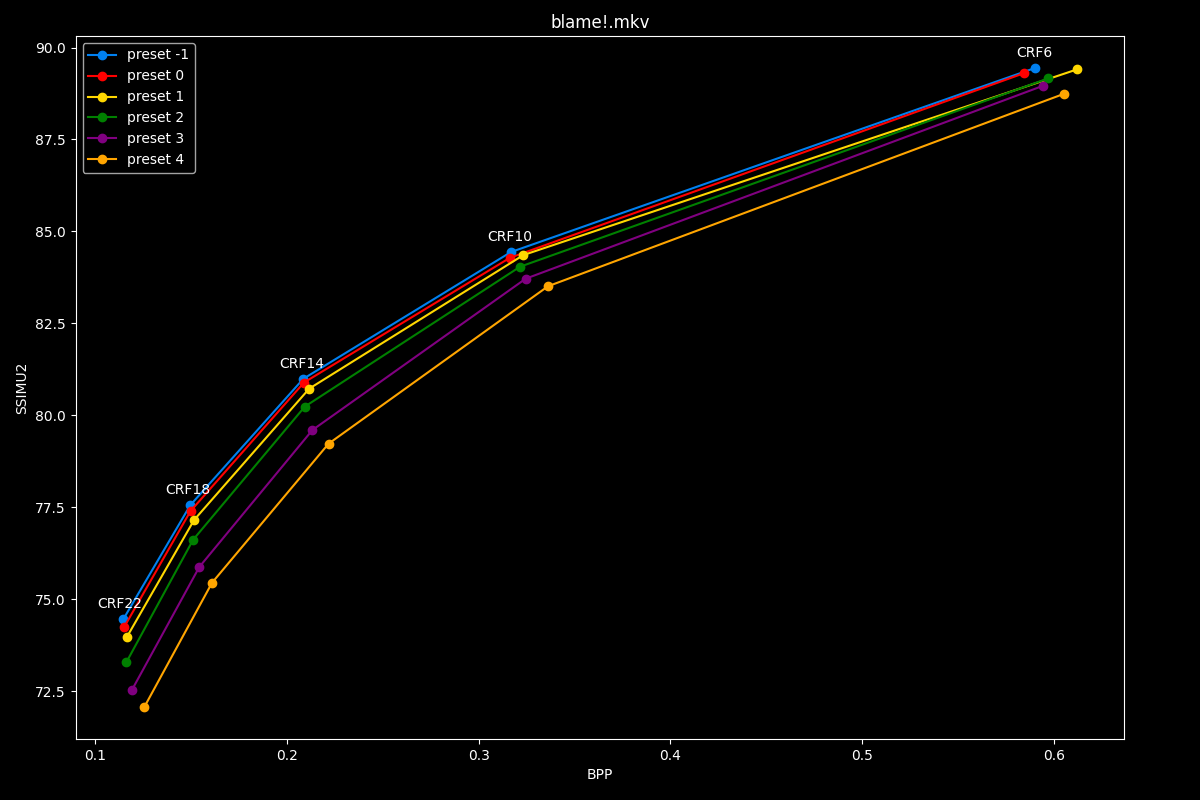 blame!.mkv
preset -1
preset 0
preset 1
preset 2
preset 3
preset 4
90.0
87.5
85.0
82.5
80.0
77.5
75.0
72.5
SSIMU2
CRF6
CRF10
CRF14
CRF18
CRF22
0.1
0.2
0.3
0.4
0.5
0.6
BPP